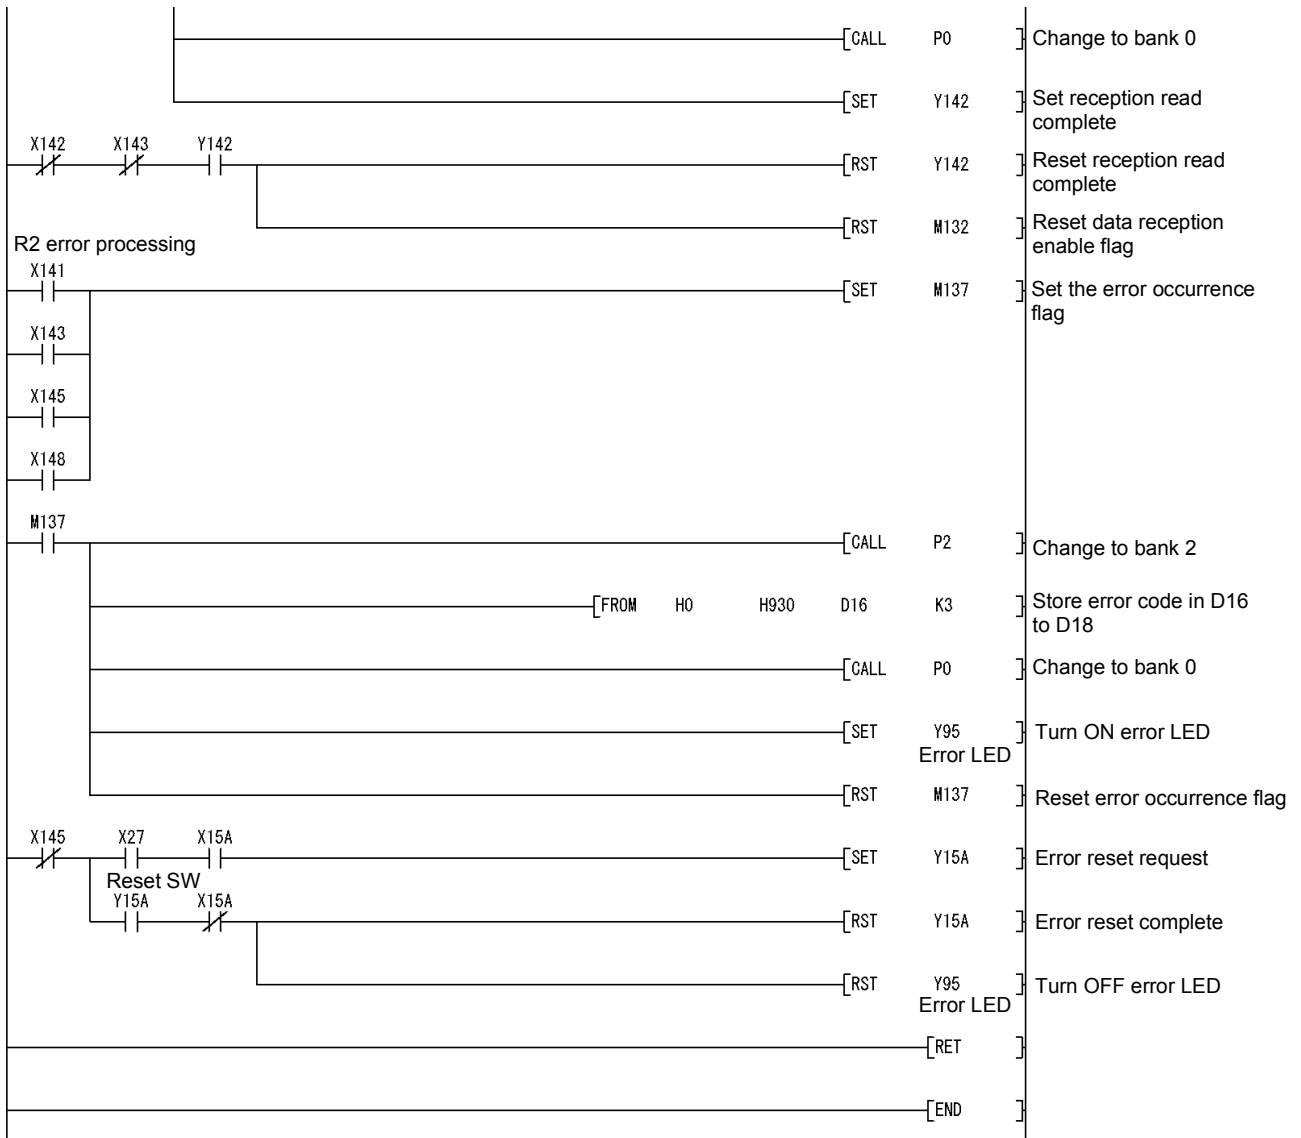 [CALL P0 ] Change to bank 0
[SET Y142 ] Set reception read
complete
X142 X143 Y142
[RST Y142 ] Reset reception read
complete
[RST M132 ] Reset data reception
enable flag
R2 error processing
X141
[SET M137 ] Set the error occurrence
flag
X143
X145
X148
M137
[CALL P2 ] Change to bank 2
[FROM H0 H930 D16 K3 ] Store error code in D16
to D18
[CALL P0 ] Change to bank 0
[SET Y95 ] Turn ON error LED
Error LED
[RST M137 ] Reset error occurrence flag
X145 X27 X15A
[SET Y15A ] Error reset request
Reset SW
Y15A X15A
[RST Y15A ] Error reset complete
[RST Y95 ] Turn OFF error LED
Error LED
[RET ]
[END ]